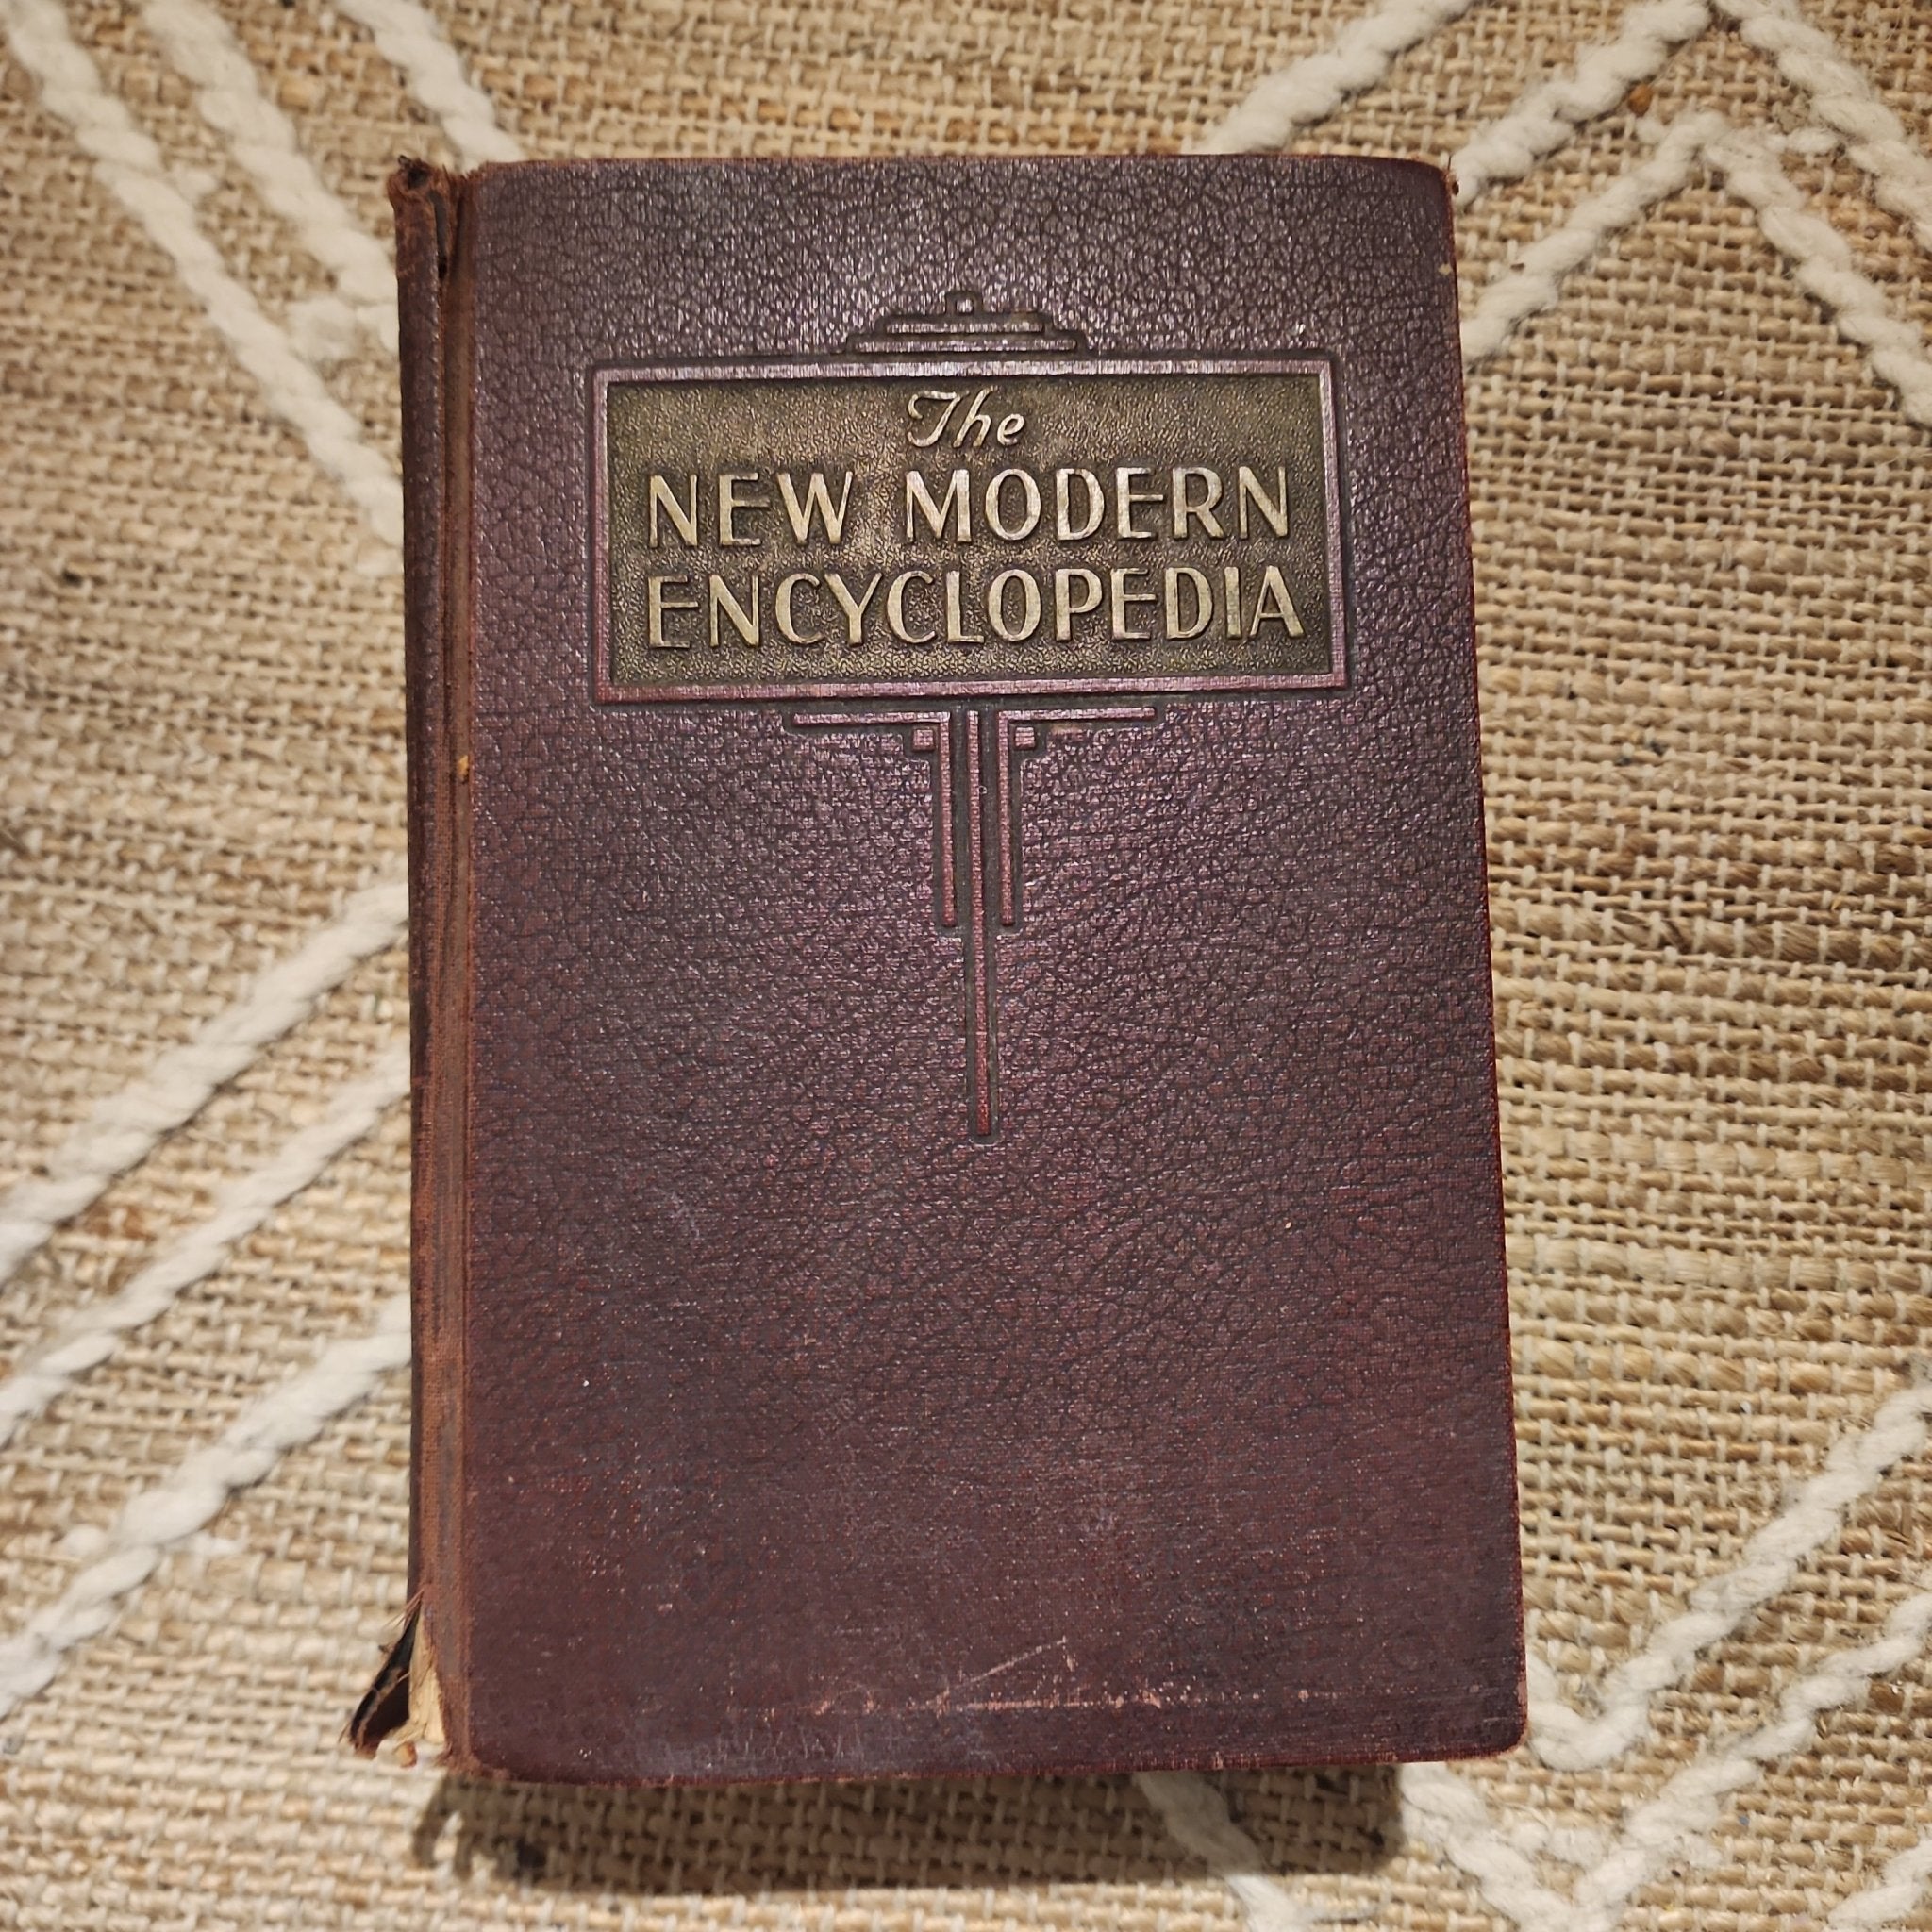 The
NEW MODERN
ENCYCLOPEDIA